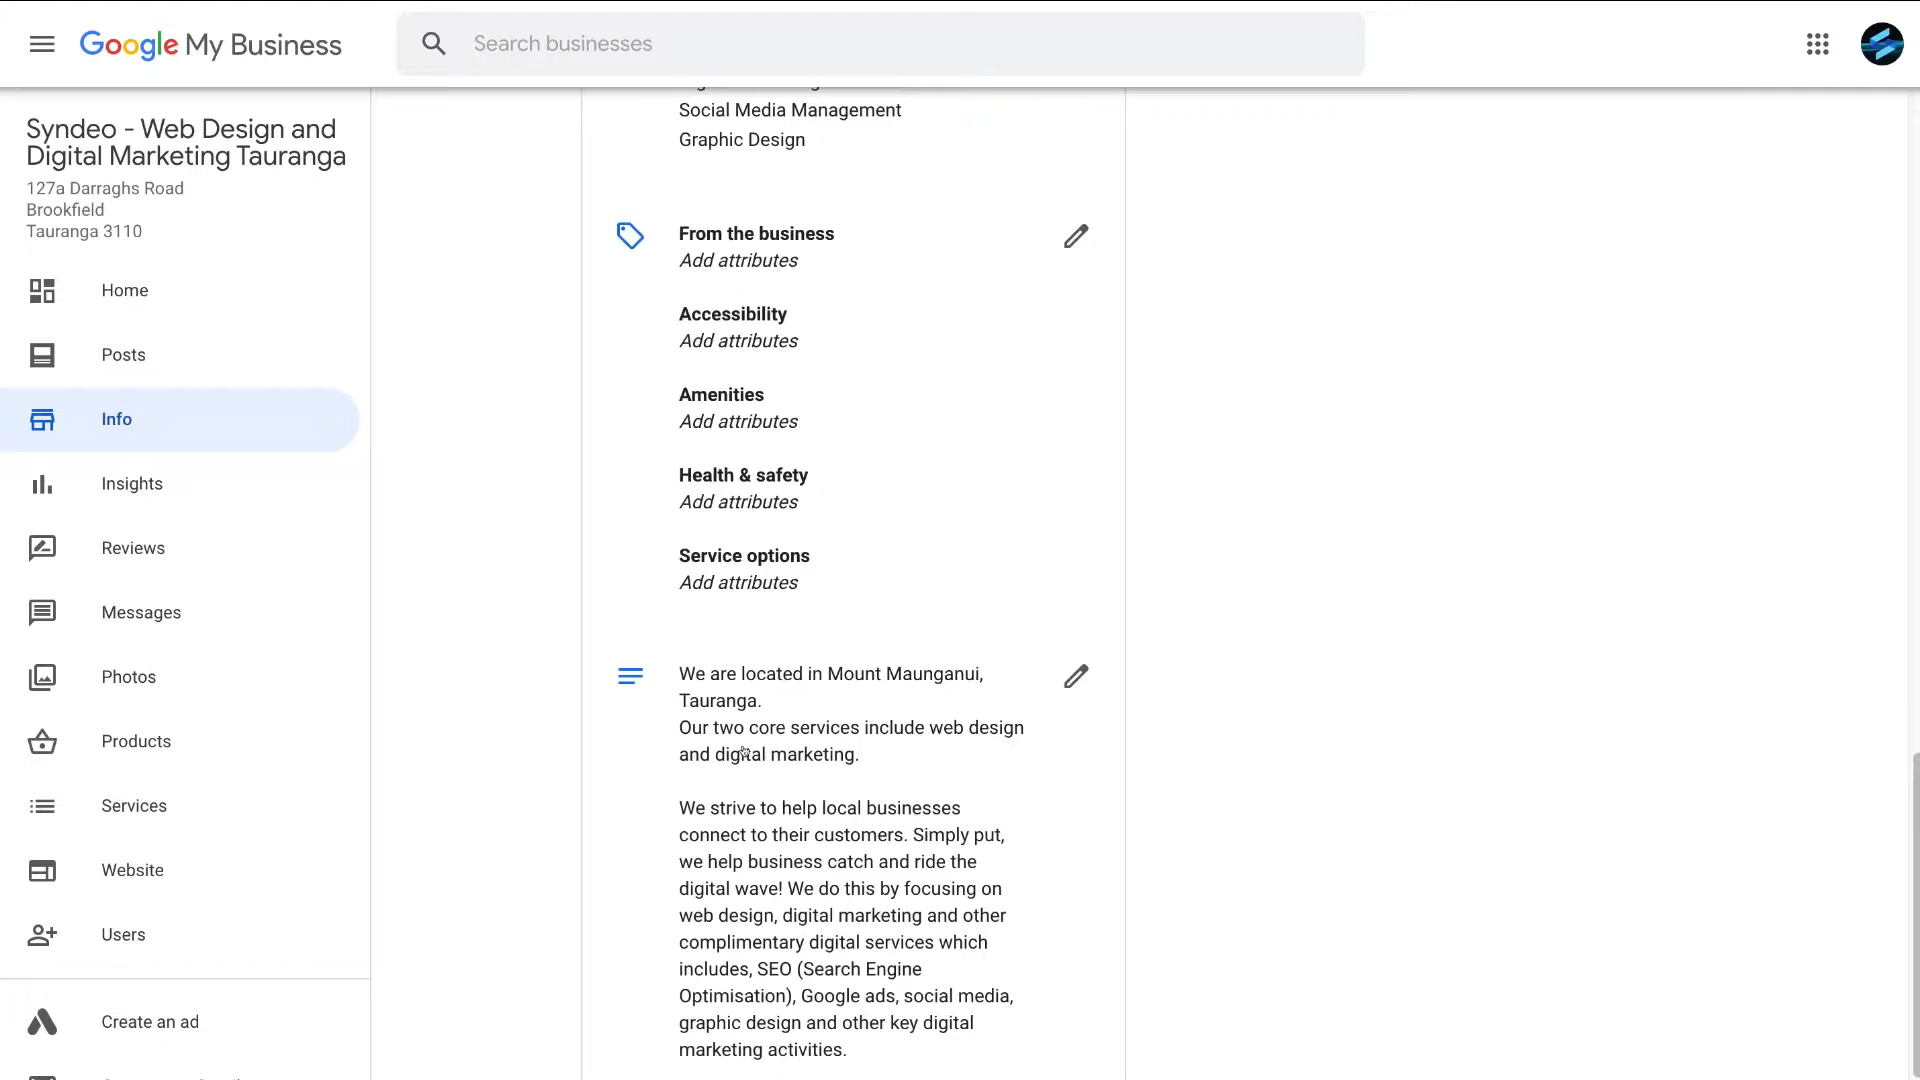 Google My Business
Search businesses
Syndeo - Web Design and
Digital Marketing Tauranga
127a Darraghs Road
Brookfield
Tauranga 3110
Home
Posts
Info
Insights
Reviews
Messages
Photos
Products
Services
Website
Users
Create an ad
Social Media Management
Graphic Design
From the business
Add attributes
Accessibility
Add attributes
Amenities
Add attributes
Health & safety
Add attributes
Service options
Add attributes
We are located in Mount Maunganui,
Tauranga.
Our two core services include web design
and digital marketing.
We strive to help local businesses
connect to their customers. Simply put,
we help business catch and ride the
digital wave! We do this by focusing on
web design, digital marketing and other
complimentary digital services which
includes, SEO (Search Engine
Optimisation), Google ads, social media,
graphic design and other key digital
marketing activities.